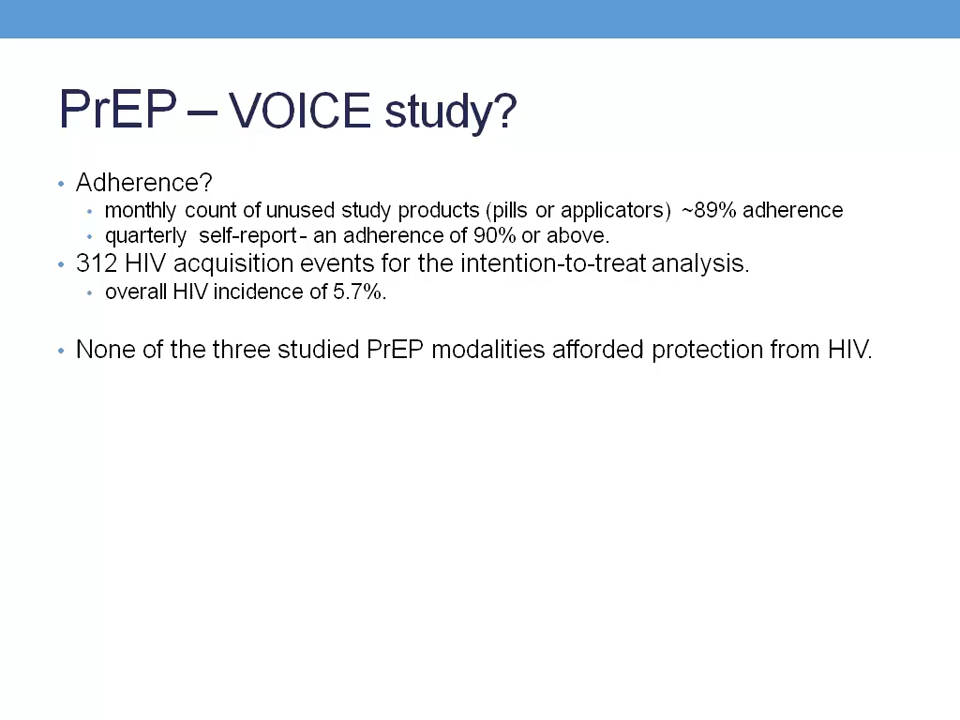 PrEP – VOICE study?
• Adherence?
• monthly count of unused study products (pills or applicators) ~89% adherence
• quarterly self-report - an adherence of 90% or above.
• 312 HIV acquisition events for the intention-to-treat analysis.
• overall HIV incidence of 5.7%.
• None of the three studied PrEP modalities afforded protection from HIV.